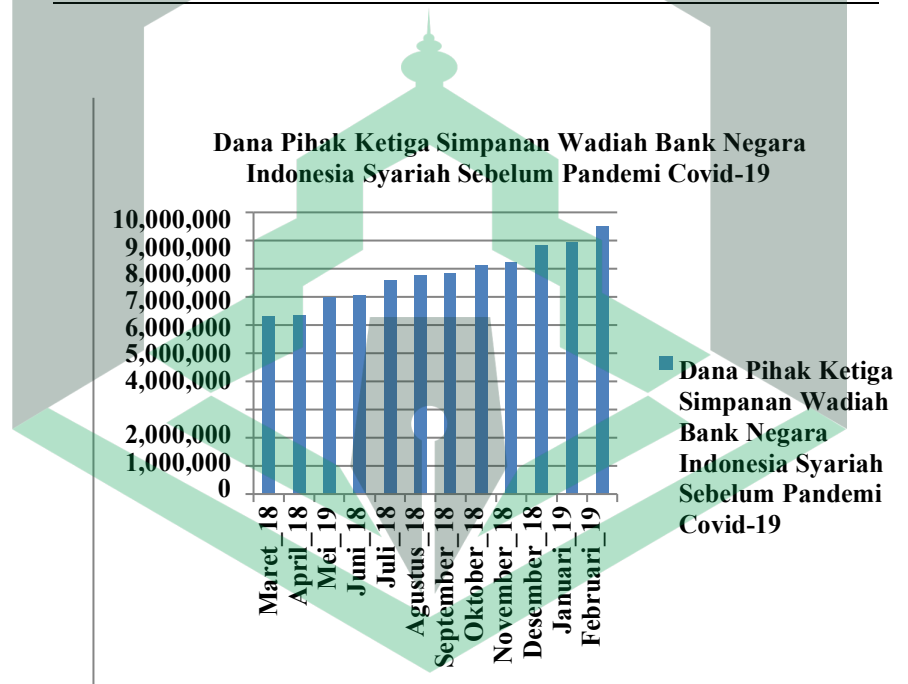 Dana Pihak Ketiga Simpanan Wadiah Bank Negara
Indonesia Syariah Sebelum Pandemi Covid-19
10,000,000
9,000,000
8,000,000
7,000,000
6,000,000
5,000,000
4,000,000
2,000,000
1,000,000
0
Maret_18
April_18
Mei_19
Juni_18
Juli_18
Agustus_18
September_18
Oktober_18
November_18
Desember_18
Januari_19
Februari_19
Dana Pihak Ketiga
Simpanan Wadiah
Bank Negara
Indonesia Syariah
Sebelum Pandemi
Covid-19